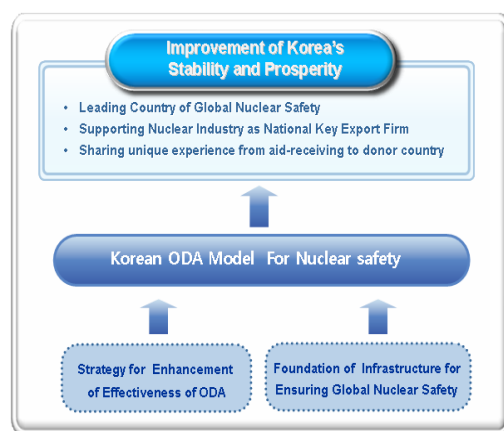 Improvement of Korea's
Stability and Prosperity
• Leading Country of Global Nuclear Safety
• Supporting Nuclear Industry as National Key Export Firm
• Sharing unique experience from aid-receiving to donor country
Korean ODA Model For Nuclear safety
Strategy for Enhancement
of Effectiveness of ODA
Foundation of Infrastructure for
Ensuring Global Nuclear Safety